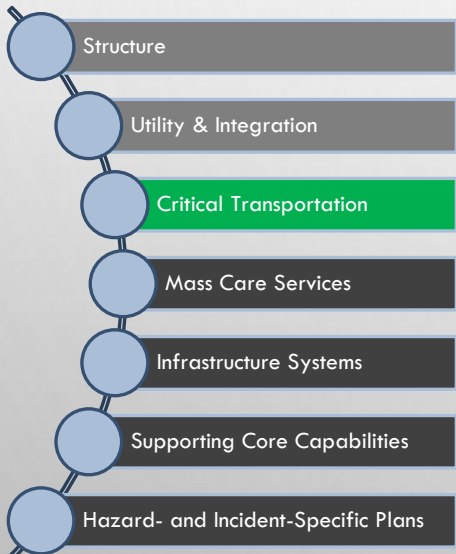 Structure
Utility & Integration
Critical Transportation
Mass Care Services
Infrastructure Systems
Supporting Core Capabilities
Hazard- and Incident-Specific Plans